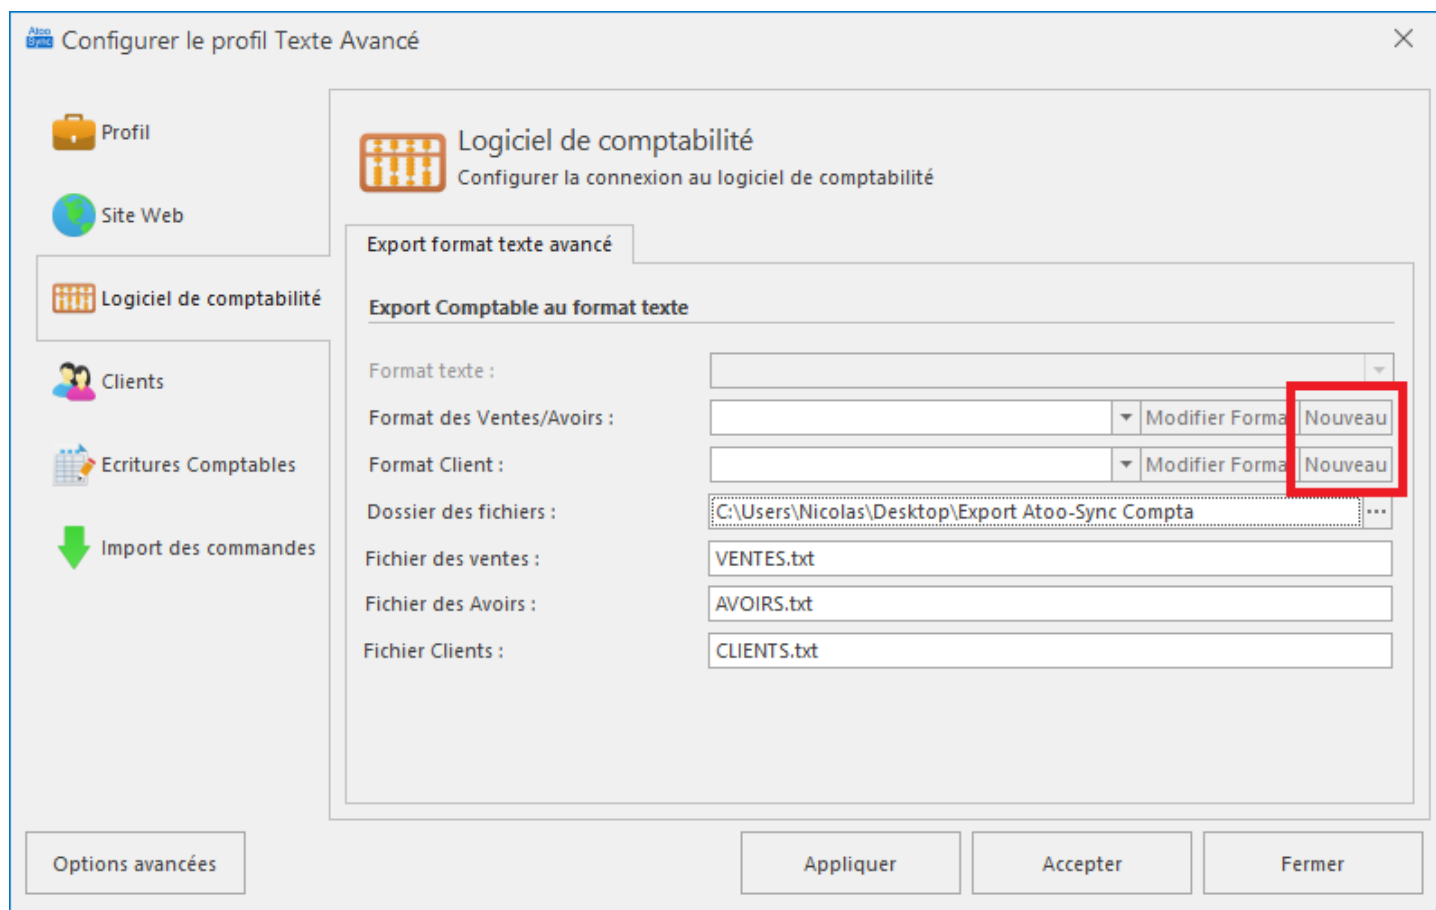 Atoo
Sync
Configurer le profil Texte Avancé
Profil
Site Web
Logiciel de comptabilité
Clients
Ecritures Comptables
Import des commandes
Logiciel de comptabilité
Configurer la connexion au logiciel de comptabilité
Export format texte avancé
Export Comptable au format texte
Format texte :
Format des Ventes/Avoirs : Modifier Forma Nouveau
Format Client : Modifier Forma Nouveau
Dossier des fichiers : C:\Users\Nicolas\Desktop\Export Atoo-Sync Compta ...
Fichier des ventes : VENTES.txt
Fichier des Avoirs : AVOIRS.txt
Fichier Clients : CLIENTS.txt
Options avancées Appliquer Accepter Fermer